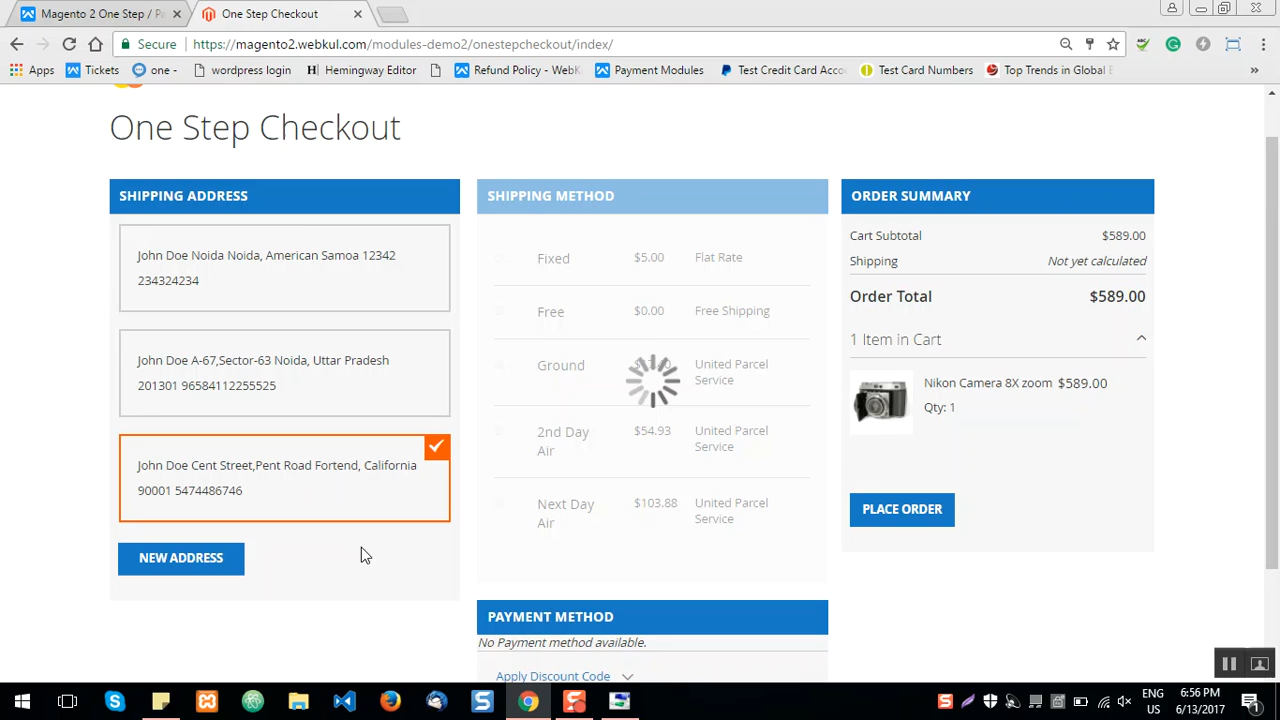 Magento 2 One Step / Pa
One Step Checkout
Secure
https://magento2.webkul.com/modules-demo2/onestepcheckout/index/
Apps
Tickets
one -
wordpress login
Hemingway Editor
Refund Policy - WebK
Payment Modules
Test Credit Card Acco
Test Card Numbers
Top Trends in Global E
»
One Step Checkout
SHIPPING ADDRESS
John Doe Noida Noida, American Samoa 12342
234324234
John Doe A-67,Sector-63 Noida, Uttar Pradesh
201301 96584112255525
John Doe Cent Street,Pent Road Fortend, California
90001 5474486746
NEW ADDRESS
SHIPPING METHOD
Fixed $5.00 Flat Rate
Free $0.00 Free Shipping
Ground United Parcel
Service
2nd Day $54.93 United Parcel
Air Service
Next Day $103.88 United Parcel
Air Service
PAYMENT METHOD
No Payment method available.
Apply Discount Code
ORDER SUMMARY
Cart Subtotal $589.00
Shipping Not yet calculated
Order Total $589.00
1 Item in Cart
Nikon Camera 8X zoom $589.00
Qty: 1
PLACE ORDER
ENG 6:56 PM
US 6/13/2017
1